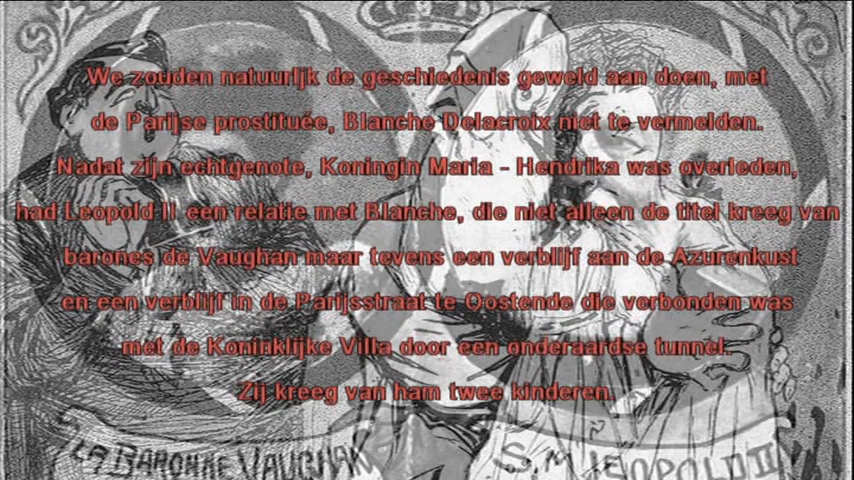 We zouden natuurlijk de geschiedenis geweld aan doen, met
de Parijse prostituée, Blanche Delacroix niet te vermelden.
Nadat zijn echtgenote, Koningin Maria - Hendrika was overleden,
had Leopold II een relatie met Blanche, die niet alleen de titel kreeg van
barones de Vaughan maar tevens een verblijf aan de Azurenkust
en een verblijf in de Parijsstraat te Oostende die verbonden was
met de Koninklijke Villa door een onderaardse tunnel.
Zij kreeg van ham twee kinderen.
LA BARONNE VAUGHAN
S.M. LEOPOLD II